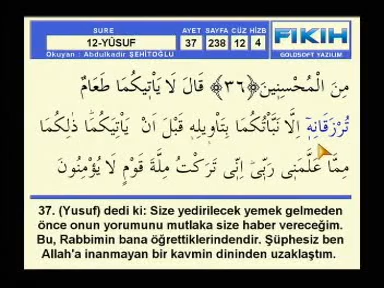 SURE
12-YÛSUF
Okuyan : Abdulkadir ŞEHİTOĞLU
AYET SAYFA CÜZ HİZB
37 238 12 4
FIKIH
GOLDSOFT YAZILIM
مِنَ الْمُحْسِن۪ينَ ﴿٣٦﴾ قَالَ لَا يَأْت۪يكُمَا طَعَامٌ
تُرْزَقَانِه۪ٓ اِلَّا نَبَّأْتُكُمَا بِتَأْو۪يلِه۪ قَبْلَ اَنْ يَأْتِيَكُمَاۜ ذٰلِكُمَا
مِمَّا عَلَّمَن۪ي رَبّ۪يۜ اِنّ۪ي تَرَكْتُ مِلَّةَ قَوْمٍ لَا يُؤْمِنُونَ
37. (Yusuf) dedi ki: Size yedirilecek yemek gelmeden
önce onun yorumunu mutlaka size haber vereceğim.
Bu, Rabbimin bana öğrettiklerindendir. Şüphesiz ben
Allah'a inanmayan bir kavmin dininden uzaklaştım.